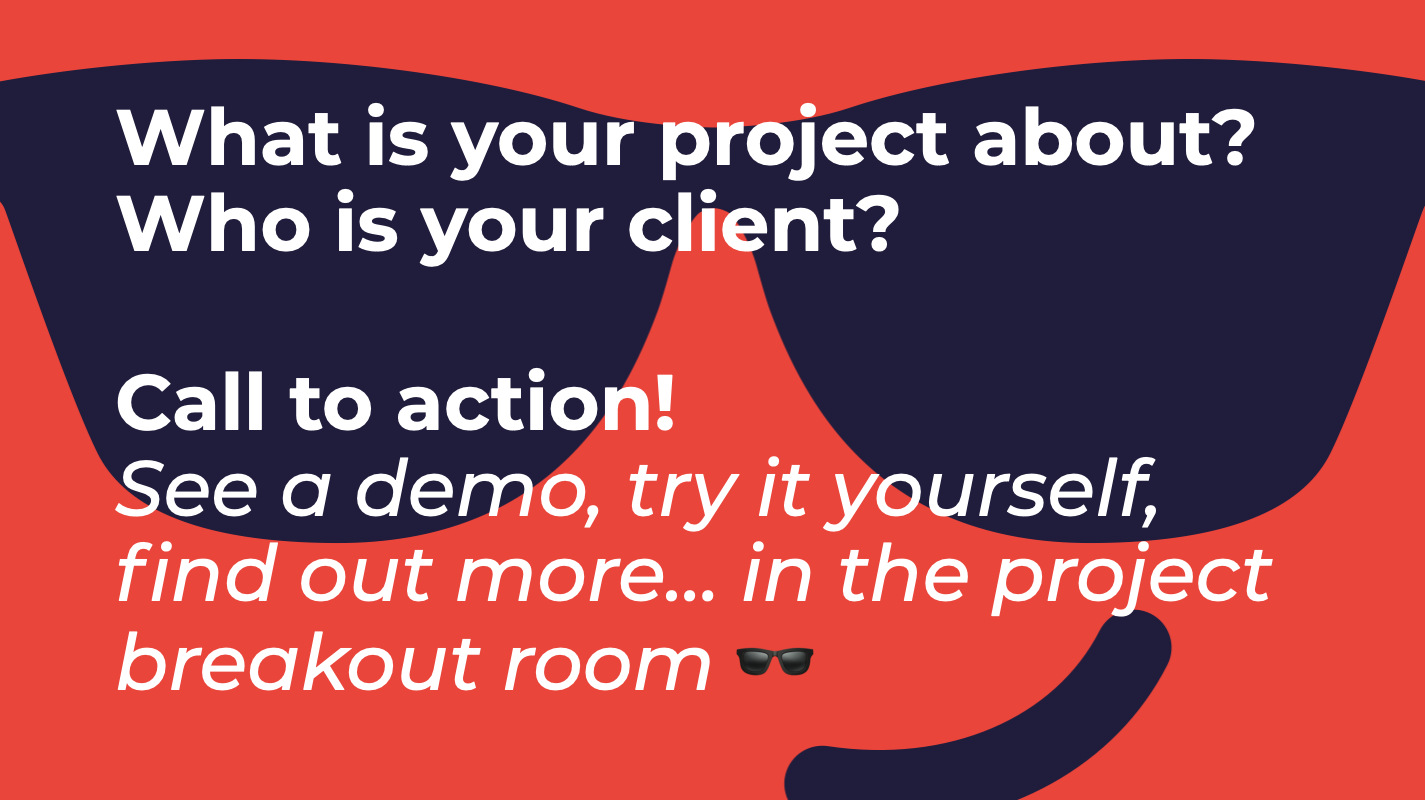 What is your project about?
Who is your client?
Call to action!
See a demo, try it yourself,
find out more... in the project
breakout room 🕶️